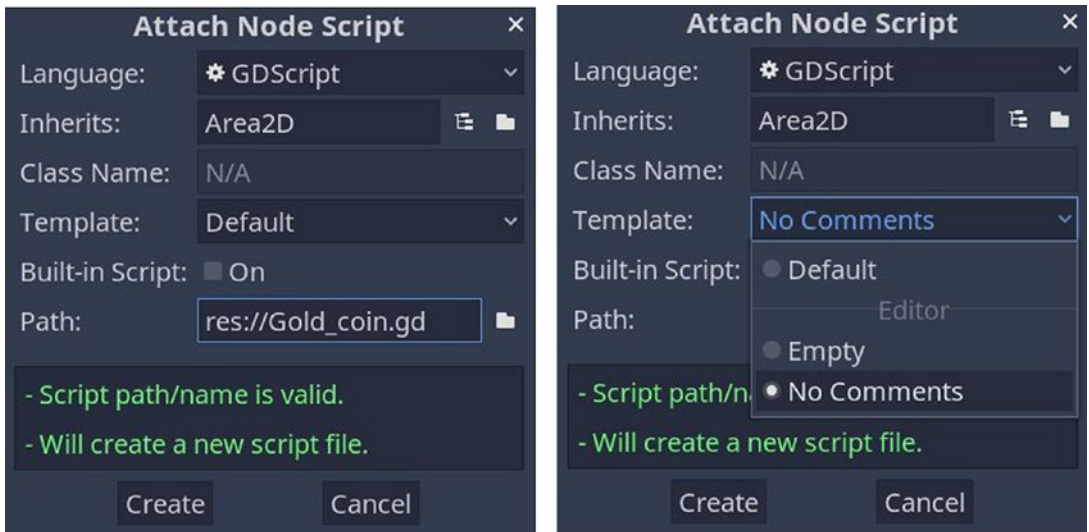 Attach Node Script
Language: GDScript
Inherits: Area2D
Class Name: N/A
Template: Default
Built-in Script: On
Path: res://Gold_coin.gd
- Script path/name is valid.
- Will create a new script file.
Create Cancel
Attach Node Script
Language: GDScript
Inherits: Area2D
Class Name: N/A
Template: No Comments
Built-in Script: Default
Editor
Path:
Empty
No Comments
- Script path/n
- Will create a new script file.
Create Cancel